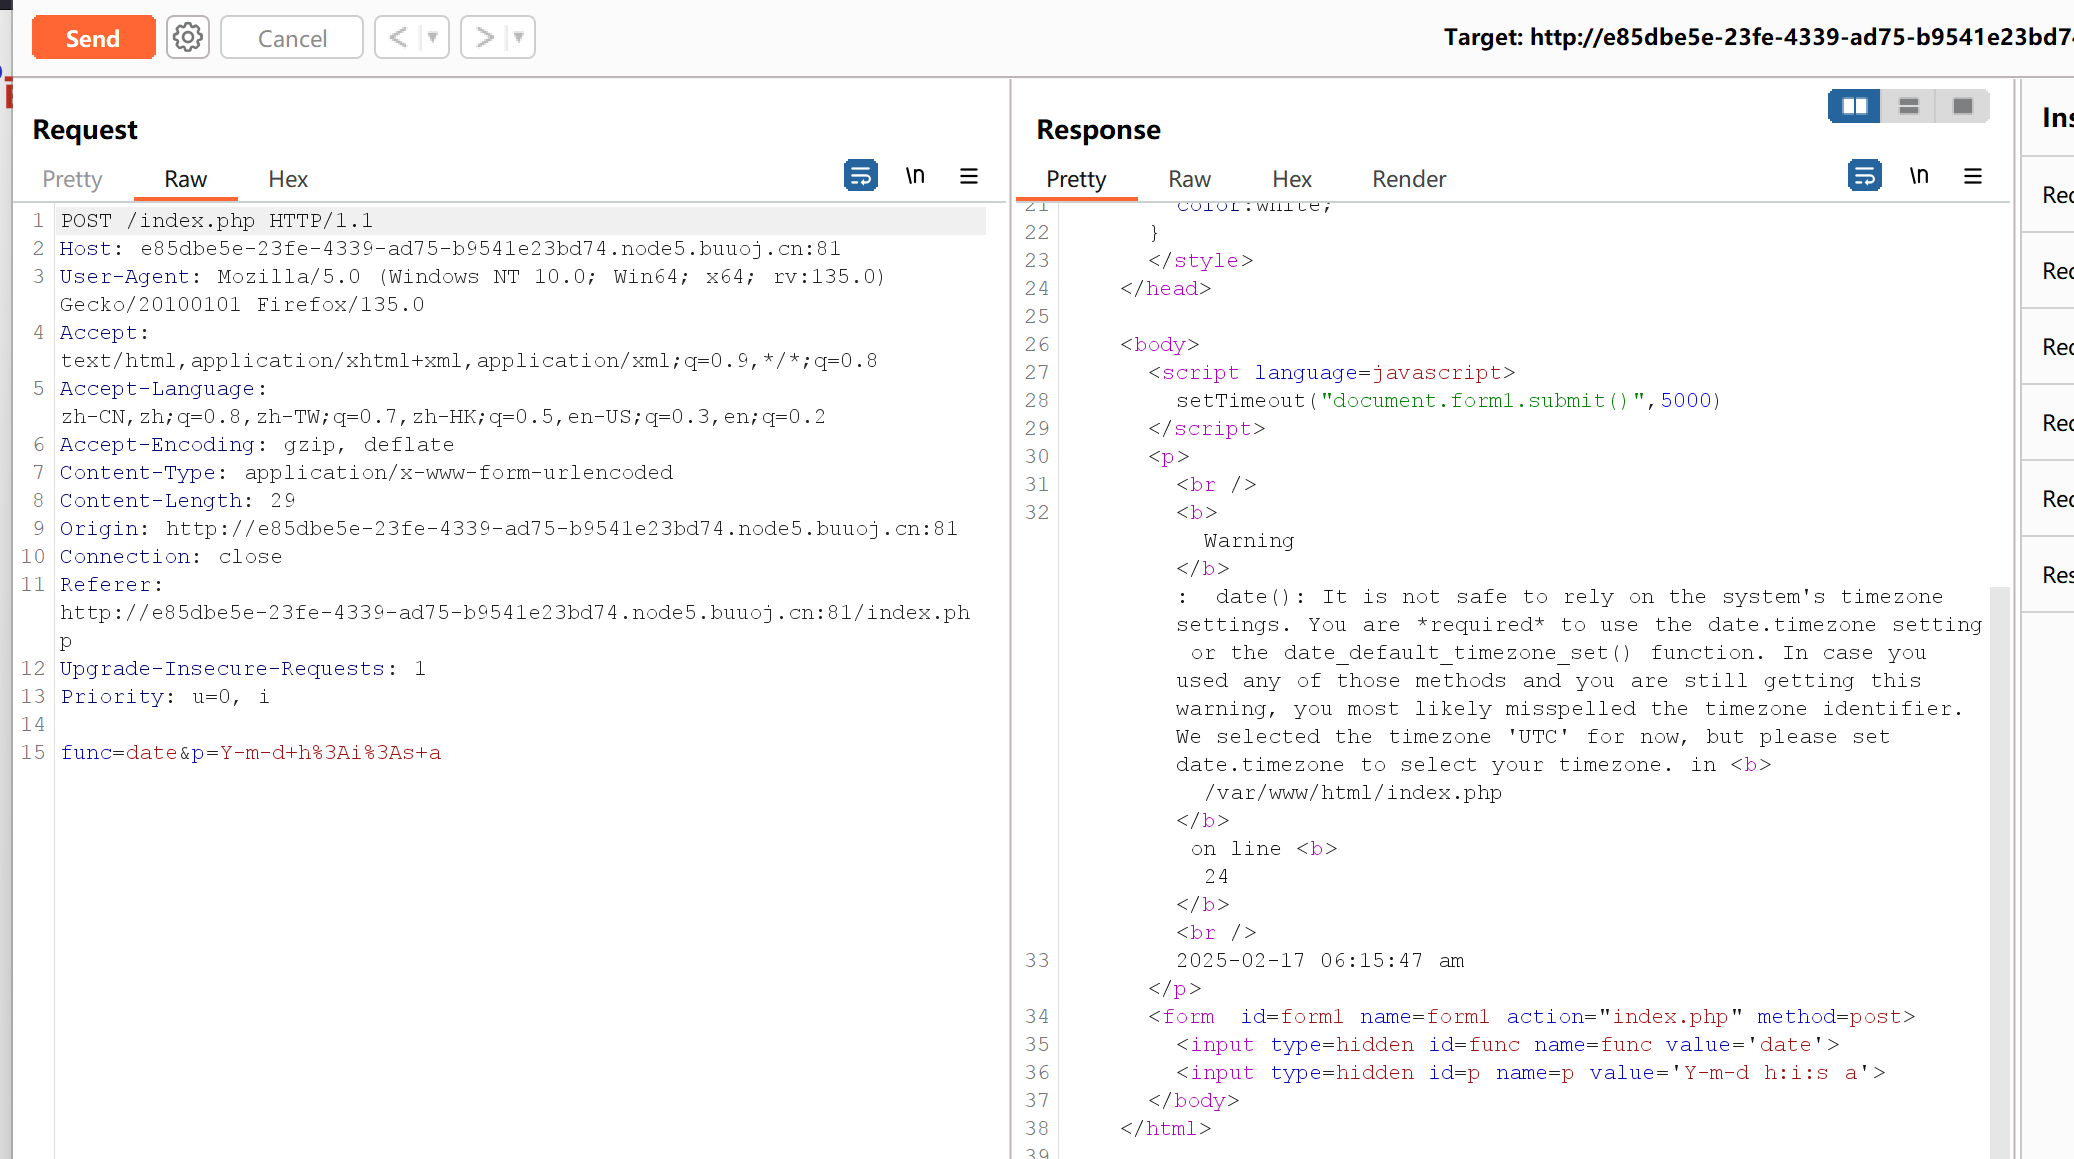 Send
Cancel
<
>
Target: http://e85dbe5e-23fe-4339-ad75-b9541e23bd74
Request
Pretty
Raw
Hex
\n
1 POST /index.php HTTP/1.1
2 Host: e85dbe5e-23fe-4339-ad75-b9541e23bd74.node5.buuoj.cn:81
3 User-Agent: Mozilla/5.0 (Windows NT 10.0; Win64; x64; rv:135.0)
Gecko/20100101 Firefox/135.0
4 Accept:
text/html,application/xhtml+xml,application/xml;q=0.9,*/*;q=0.8
5 Accept-Language:
zh-CN,zh;q=0.8,zh-TW;q=0.7,zh-HK;q=0.5,en-US;q=0.3,en;q=0.2
6 Accept-Encoding: gzip, deflate
7 Content-Type: application/x-www-form-urlencoded
8 Content-Length: 29
9 Origin: http://e85dbe5e-23fe-4339-ad75-b9541e23bd74.node5.buuoj.cn:81
10 Connection: close
11 Referer:
http://e85dbe5e-23fe-4339-ad75-b9541e23bd74.node5.buuoj.cn:81/index.ph
p
12 Upgrade-Insecure-Requests: 1
13 Priority: u=0, i
14
15 func=date&p=Y-m-d+h%3Ai%3As+a
Response
Pretty
Raw
Hex
Render
\n
21 color:white;
22 }
23 </style>
24 </head>
25
26 <body>
27 <script language=javascript>
28 setTimeout("document.form1.submit()",5000)
29 </script>
30 <p>
31 <br />
32 <b>
Warning
</b>
:  date(): It is not safe to rely on the system's timezone
settings. You are *required* to use the date.timezone setting
or the date_default_timezone_set() function. In case you
used any of those methods and you are still getting this
warning, you most likely misspelled the timezone identifier.
We selected the timezone 'UTC' for now, but please set
date.timezone to select your timezone. in <b>
/var/www/html/index.php
</b>
on line <b>
24
</b>
<br />
33 2025-02-17 06:15:47 am
</p>
34 <form  id=form1 name=form1 action="index.php" method=post>
35 <input type=hidden id=func name=func value='date'>
36 <input type=hidden id=p name=p value='Y-m-d h:i:s a'>
37 </body>
38 </html>
39
Ins
Rec
Rec
Rec
Rec
Rec
Res